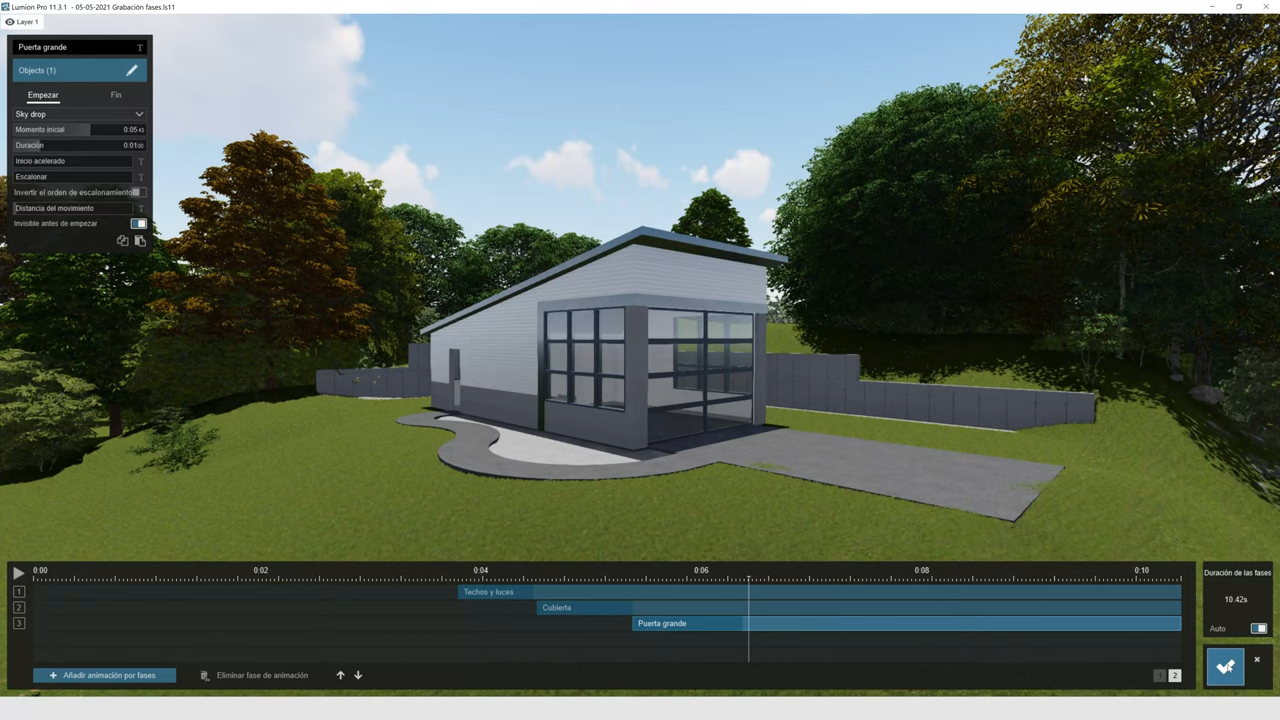 Lumion Pro 11.3.1 - 05-05-2021 Grabación fases.ls11
Layer 1
Puerta grande T
Objects (1)
Empezar Fin
Sky drop
Momento inicial 0:05 43
Duración 0:01 00
Inicio acelerado T
Escalonar T
Invertir el orden de escalonamiento
Distancia del movimiento T
Invisible antes de empezar
0:00 0:02 0:04 0:06 0:08 0:10
1 Techos y luces
2 Cubierta
3 Puerta grande
Añadir animación por fases Eliminar fase de animación 1 2
Duración de las fases
10.42s
Auto